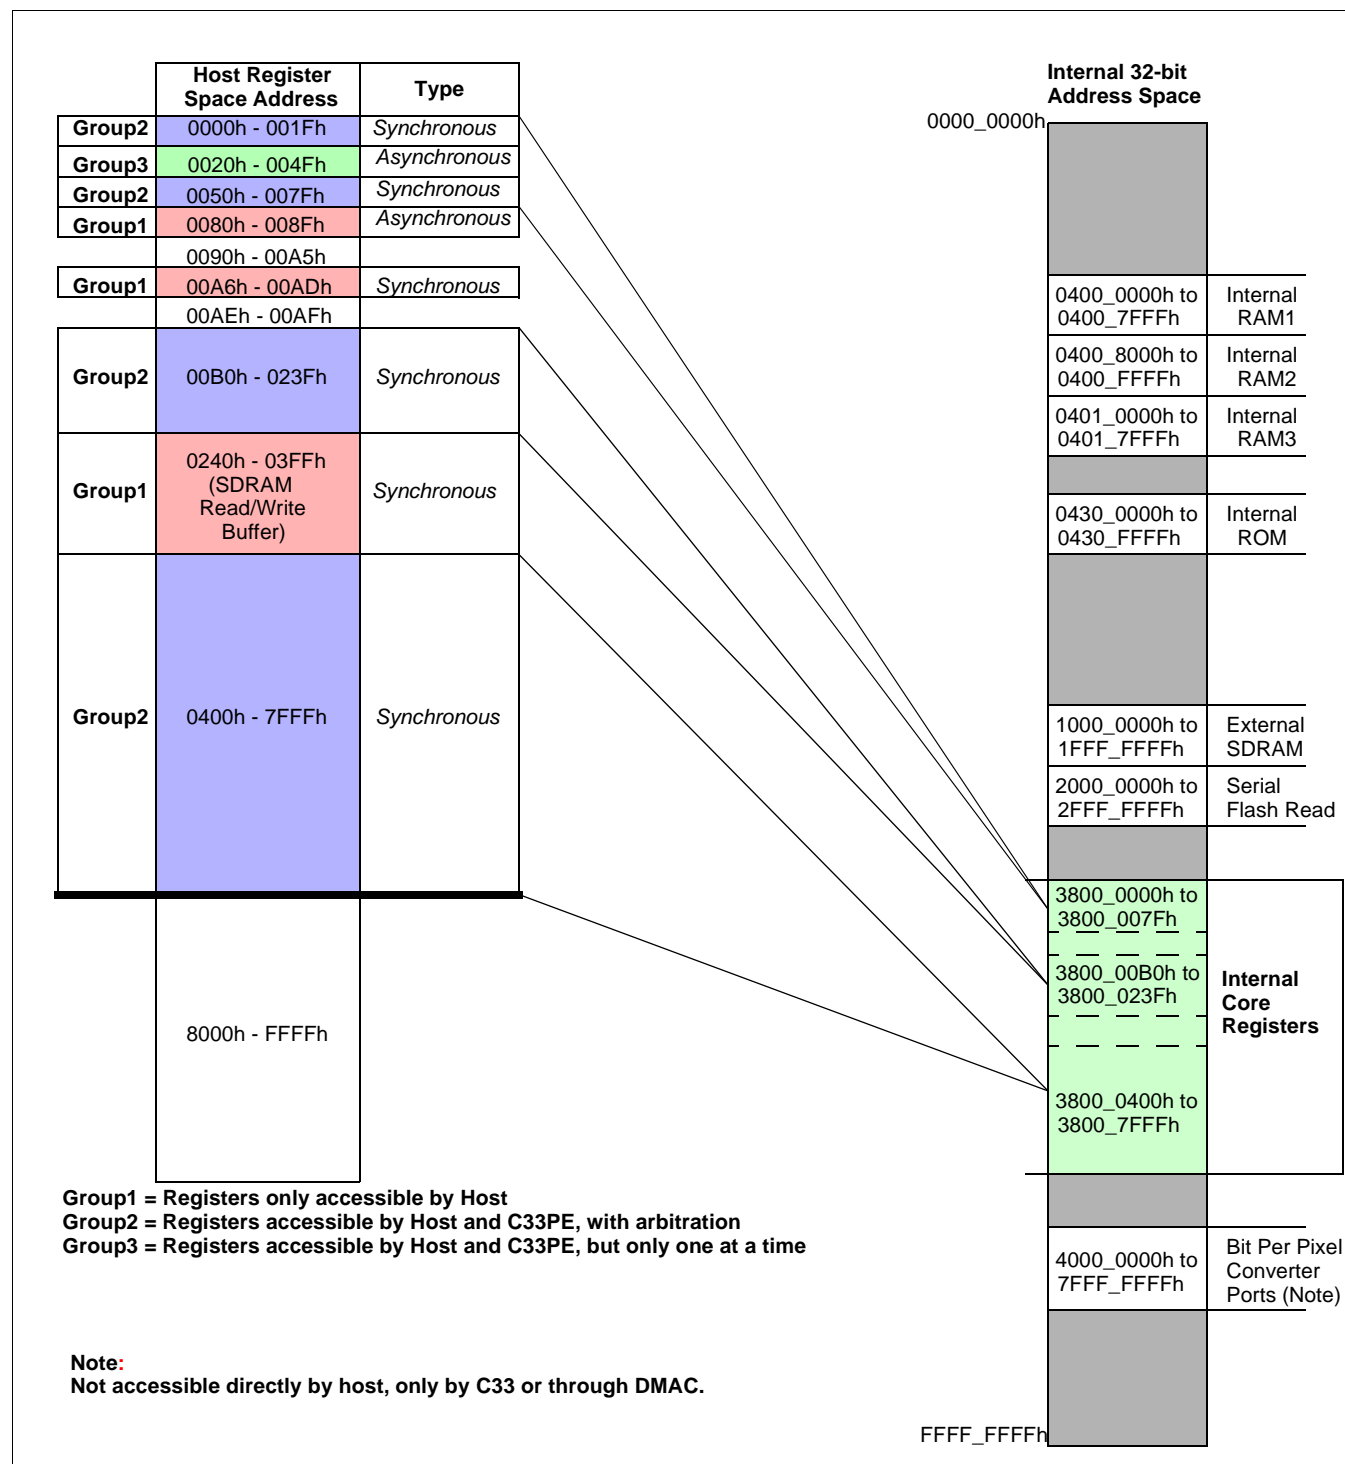 Host Register
Space Address
Type
Group2 0000h - 001Fh Synchronous
Group3 0020h - 004Fh Asynchronous
Group2 0050h - 007Fh Synchronous
Group1 0080h - 008Fh Asynchronous
0090h - 00A5h
Group1 00A6h - 00ADh Synchronous
00AEh - 00AFh
Group2 00B0h - 023Fh Synchronous
0240h - 03FFh
(SDRAM
Group1 Synchronous
Read/Write
Buffer)
Group2 0400h - 7FFFh Synchronous
8000h - FFFFh
Group1 = Registers only accessible by Host
Group2 = Registers accessible by Host and C33PE, with arbitration
Group3 = Registers accessible by Host and C33PE, but only one at a time
Note:
Not accessible directly by host, only by C33 or through DMAC.
Internal 32-bit
Address Space
0000_0000h
0400_0000h to Internal
0400_7FFFh RAM1
0400_8000h to Internal
0400_FFFFh RAM2
0401_0000h to Internal
0401_7FFFh RAM3
0430_0000h to Internal
0430_FFFFh ROM
1000_0000h to External
1FFF_FFFFh SDRAM
2000_0000h to Serial
2FFF_FFFFh Flash Read
3800_0000h to
3800_007Fh
3800_00B0h to
3800_023Fh
Internal
Core
Registers
3800_0400h to
3800_7FFFh
4000_0000h to
7FFF_FFFFh
Bit Per Pixel
Converter
Ports (Note)
FFFF_FFFFh